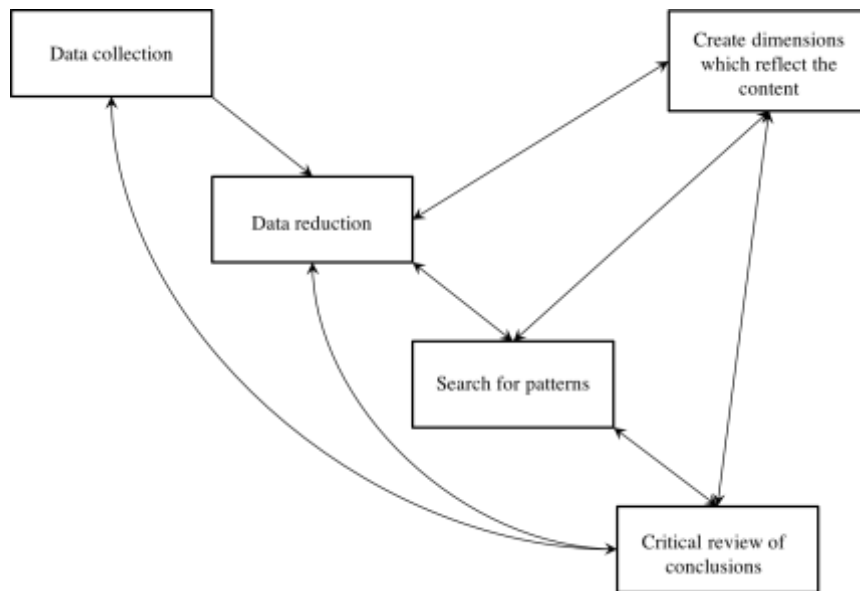 Data collection
Create dimensions
which reflect the
content
Data reduction
Search for patterns
Critical review of
conclusions